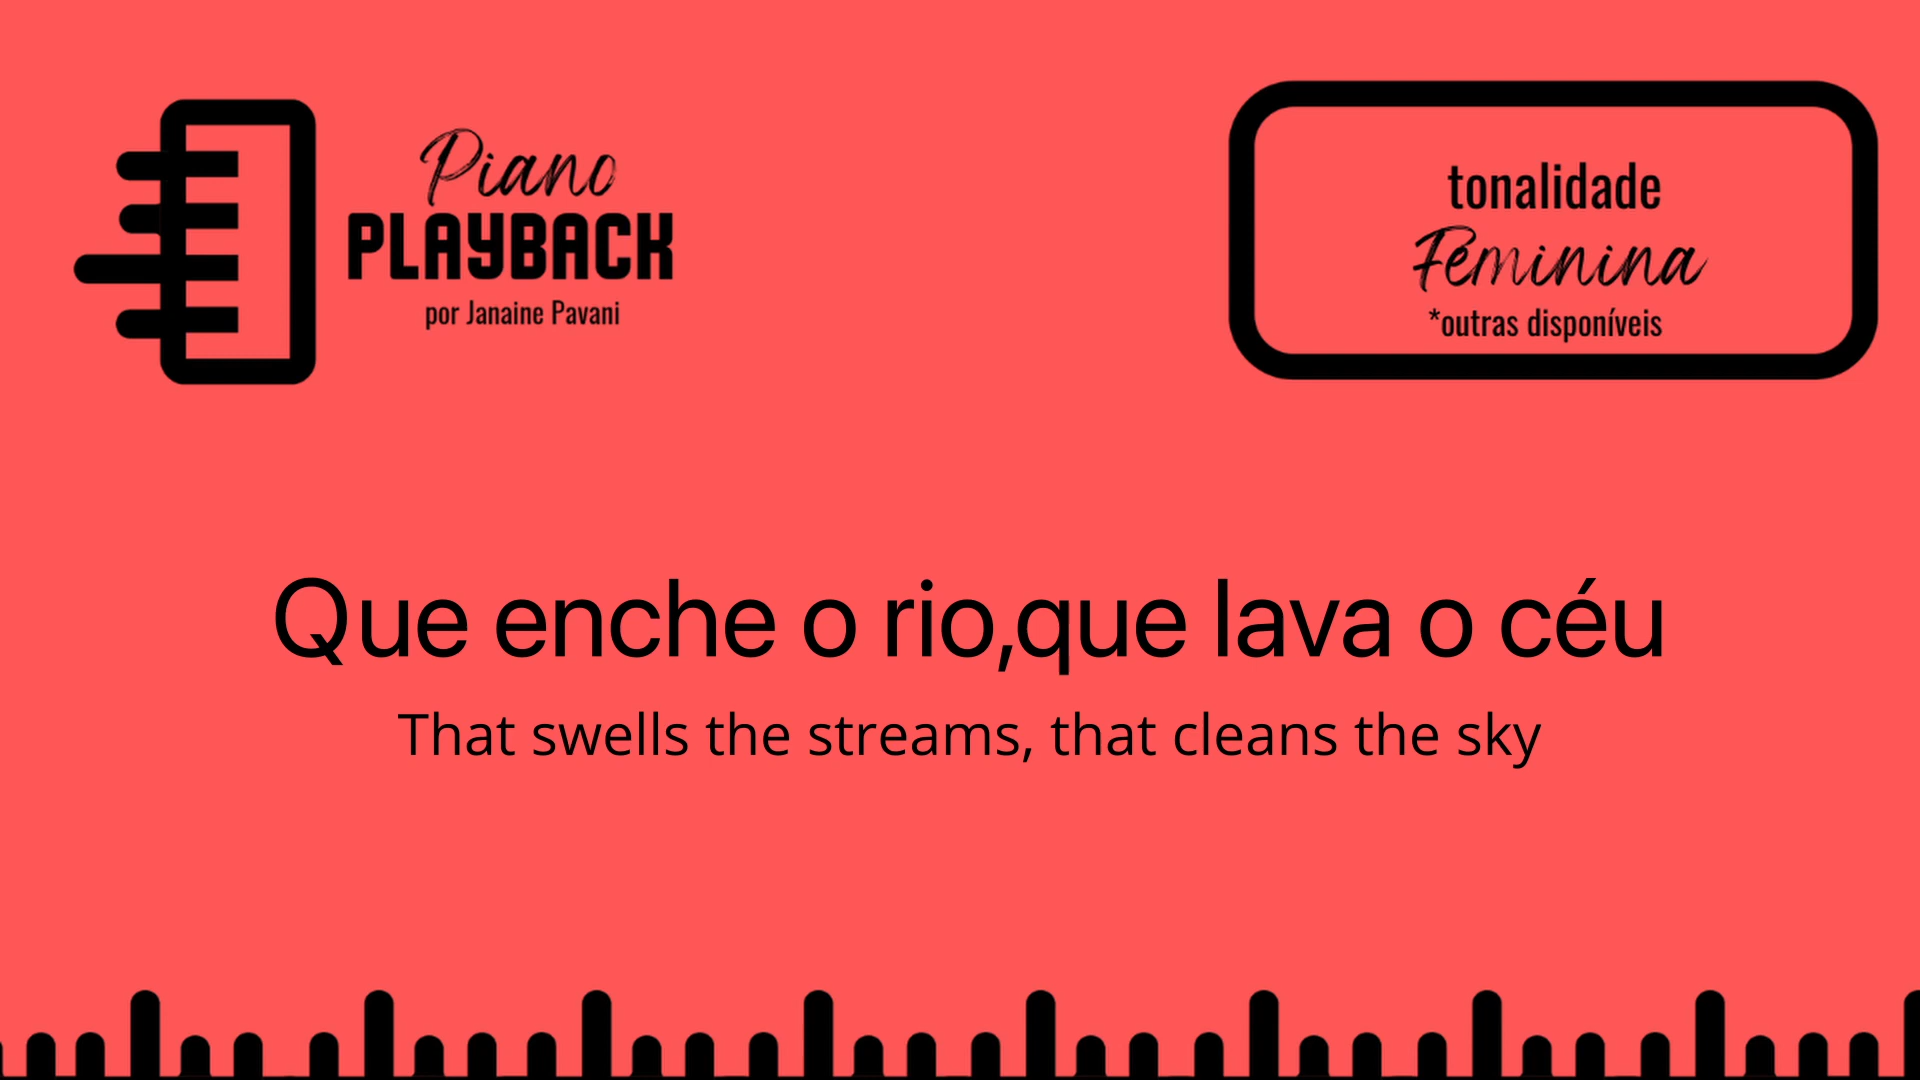 Piano
PLAYBACK
por Janaine Pavani
tonalidade
Feminina
*outras disponíveis
Que enche o rio,que lava o céu
That swells the streams, that cleans the sky